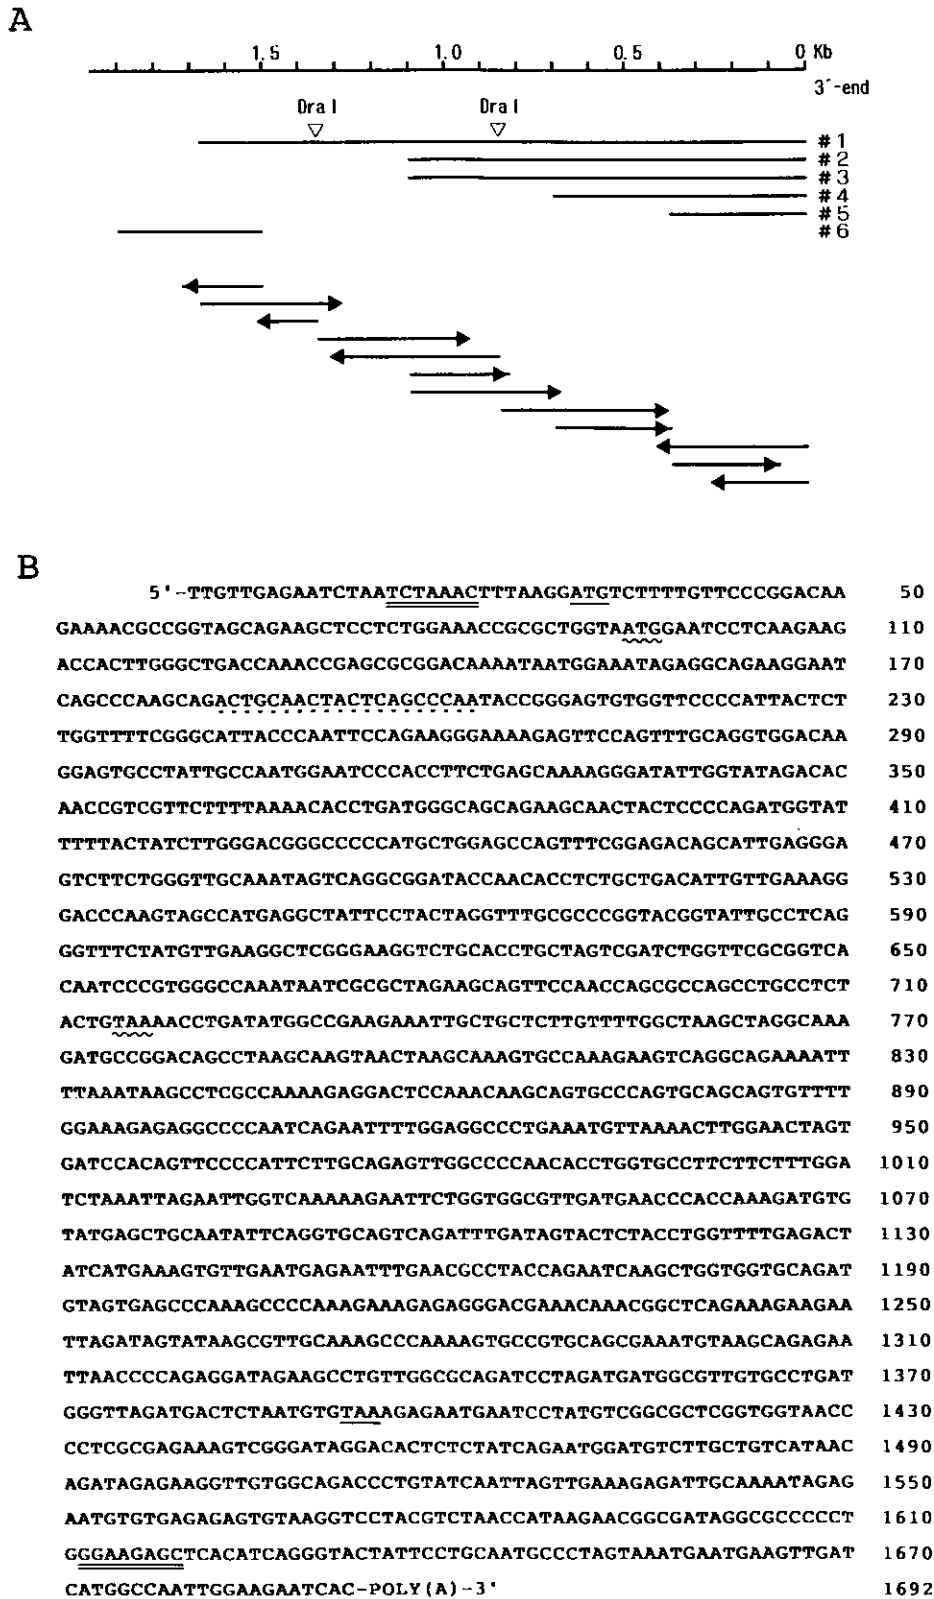 A
1.5 1.0 0.5 0 Kb
3´-end
Dra I Dra I
#1
#2
#3
#4
#5
#6
B
5'-TTGTTGAGAATCTAATCTAAACTTTAAGGATGTCTTTTGTTCCCGGACAA 50
GAAAACGCCGGTAGCAGAAGCTCCTCTGGAAACCGCGCTGGTAATGGAATCCTCAAGAAG 110
ACCACTTGGGCTGACCAAACCGAGCGCGGACAAAATAATGGAAATAGAGGCAGAAGGAAT 170
CAGCCCAAGCAGACTGCAACTACTCAGCCCAATACCGGGAGTGTGGTTCCCCATTACTCT 230
TGGTTTTCGGGCATTACCCAATTCCAGAAGGGAAAAGAGTTCCAGTTTGCAGGTGGACAA 290
GGAGTGCCTATTGCCAATGGAATCCCACCTTCTGAGCAAAAGGGATATTGGTATAGACAC 350
AACCGTCGTTCTTTTAAAACACCTGATGGGCAGCAGAAGCAACTACTCCCCAGATGGTAT 410
TTTTACTATCTTGGGACGGGCCCCCATGCTGGAGCCAGTTTCGGAGACAGCATTGAGGGA 470
GTCTTCTGGGTTGCAAATAGTCAGGCGGATACCAACACCTCTGCTGACATTGTTGAAAGG 530
GACCCAAGTAGCCATGAGGCTATTCCTACTAGGTTTGCGCCCGGTACGGTATTGCCTCAG 590
GGTTTCTATGTTGAAGGCTCGGGAAGGTCTGCACCTGCTAGTCGATCTGGTTCGCGGTCA 650
CAATCCCGTGGGCCAAATAATCGCGCTAGAAGCAGTTCCAACCAGCGCCAGCCTGCCTCT 710
ACTGTAAAACCTGATATGGCCGAAGAAATTGCTGCTCTTGTTTTGGCTAAGCTAGGCAAA 770
GATGCCGGACAGCCTAAGCAAGTAACTAAGCAAAGTGCCAAAGAAGTCAGGCAGAAAATT 830
TTAAATAAGCCTCGCCAAAAGAGGACTCCAAACAAGCAGTGCCCAGTGCAGCAGTGTTTT 890
GGAAAGAGAGGCCCCAATCAGAATTTTGGAGGCCCTGAAATGTTAAAACTTGGAACTAGT 950
GATCCACAGTTCCCCATTCTTGCAGAGTTGGCCCCAACACCTGGTGCCTTCTTCTTTGGA 1010
TCTAAATTAGAATTGGTCAAAAAGAATTCTGGTGGCGTTGATGAACCCACCAAAGATGTG 1070
TATGAGCTGCAATATTCAGGTGCAGTCAGATTTGATAGTACTCTACCTGGTTTTGAGACT 1130
ATCATGAAAGTGTTGAATGAGAATTTGAACGCCTACCAGAATCAAGCTGGTGGTGCAGAT 1190
GTAGTGAGCCCAAAGCCCCAAAGAAAGAGAGGGACGAAACAAACGGCTCAGAAAGAAGAA 1250
TTAGATAGTATAAGCGTTGCAAAGCCCAAAAGTGCCGTGCAGCGAAATGTAAGCAGAGAA 1310
TTAACCCCAGAGGATAGAAGCCTGTTGGCGCAGATCCTAGATGATGGCGTTGTGCCTGAT 1370
GGGTTAGATGACTCTAATGTGTAAAGAGAATGAATCCTATGTCGGCGCTCGGTGGTAACC 1430
CCTCGCGAGAAAGTCGGGATAGGACACTCTCTATCAGAATGGATGTCTTGCTGTCATAAC 1490
AGATAGAGAAGGTTGTGGCAGACCCTGTATCAATTAGTTGAAAGAGATTGCAAAATAGAG 1550
AATGTGTGAGAGAGTGTAAGGTCCTACGTCTAACCATAAGAACGGCGATAGGCGCCCCCT 1610
GGGAAGAGCTCACATCAGGGTACTATTCCTGCAATGCCCTAGTAAATGAATGAAGTTGAT 1670
CATGGCCAATTGGAAGAATCAC-POLY(A)-3' 1692